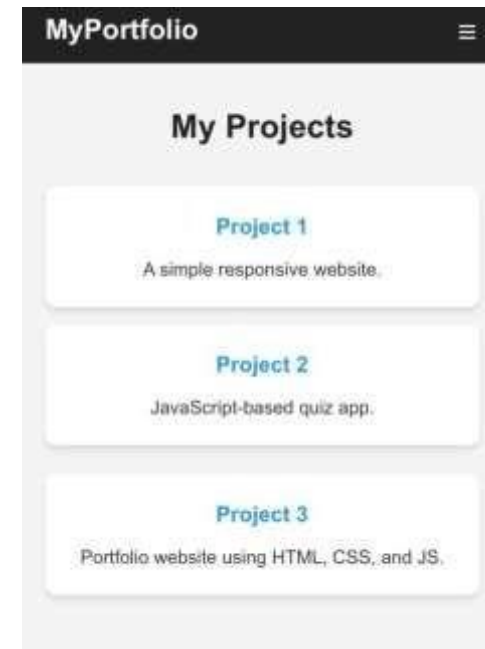 MyPortfolio
My Projects
Project 1
A simple responsive website.
Project 2
JavaScript-based quiz app.
Project 3
Portfolio website using HTML, CSS, and JS.